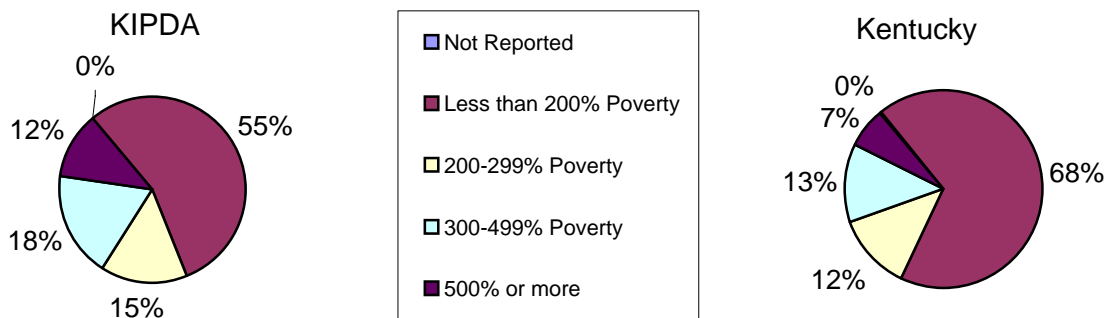 KIPDA
0%
55%
12%
18%
15%
Not Reported
Less than 200% Poverty
200-299% Poverty
300-499% Poverty
500% or more
Kentucky
0%
7%
68%
13%
12%